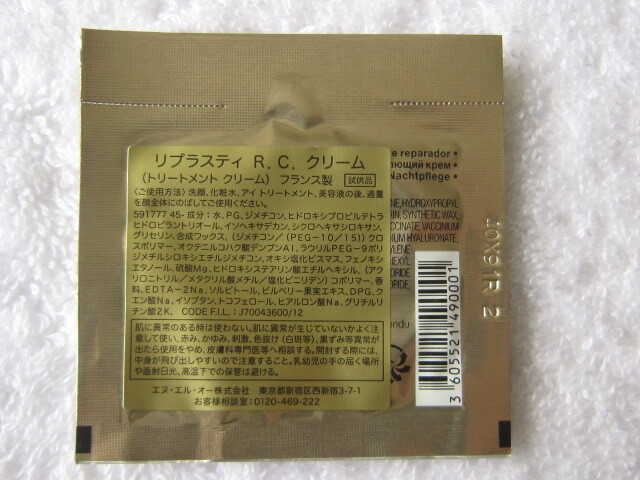 リプラスティ R.C. クリーム
(トリートメント クリーム) フランス製 試供品
〈ご使用方法〉洗顔、化粧水、アイ トリートメント、美容液の後、適量
を顔全体にのばしてご使用ください。
591777 45- 成分:水、PG、ジメチコン、ヒドロキシプロピルテトラ
ヒドロピラントリオール、イソヘキサデカン、シクロヘキサシロキサン、
グリセリン、合成ワックス、(ジメチコン/(PEG-10/15))クロ
スポリマー、オクテニルコハク酸デンプンAl、ラウリルPEG-9ポリ
ジメチルシロキシエチルジメチコン、オキシ塩化ビスマス、フェノキシ
エタノール、硫酸Mg、ヒドロキシステアリン酸エチルヘキシル、(アク
リロニトリル/メタクリル酸メチル/塩化ビニリデン)コポリマー、香
料、EDTA-2Na、ソルビトール、ビルベリー果実エキス、DPG、ク
エン酸Na、イソブタン、トコフェロール、ヒアルロン酸Na、グリチルリ
チン酸2K. CODE F.I.L. : J70043600/12
肌に異常のある時は使わない。肌に異常が生じていないかよく注
意して使い、赤み、かゆみ、刺激、色抜け(白斑等)、黒ずみ等異常が
出たら使用をやめ、皮膚科専門医等へ相談する。開封する際には、
中身が飛び出しやすいので注意すること。乳幼児の手の届く場所
や直射日光、高温下での保管は避ける。
エヌ・エル・オー株式会社 東京都新宿区西新宿3-7-1
お客様相談室:0120-469-222
reparador •
крем •
Nachtpflege •
HYDROXYPROPYL
SYNTHETIC WAX,
VACCINIUM
HYALURONATE,
endu
3 605521 490001
40X91R 2